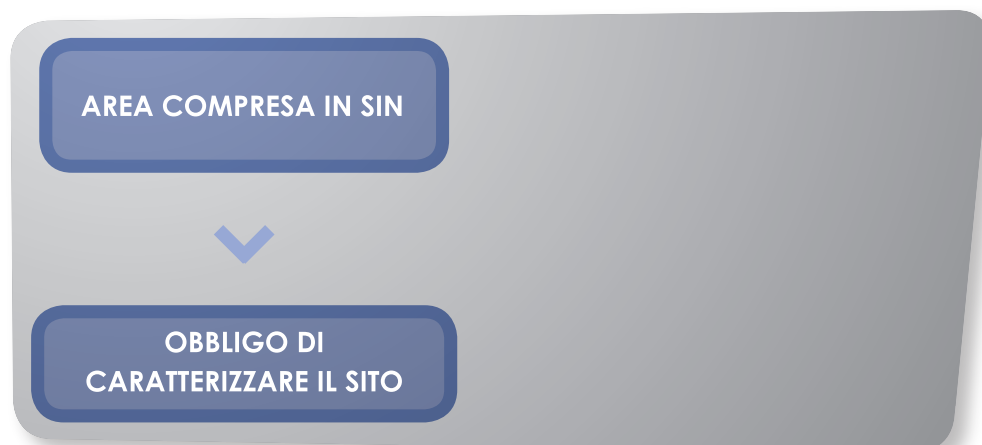 AREA COMPRESA IN SIN
OBBLIGO DI
CARATTERIZZARE IL SITO